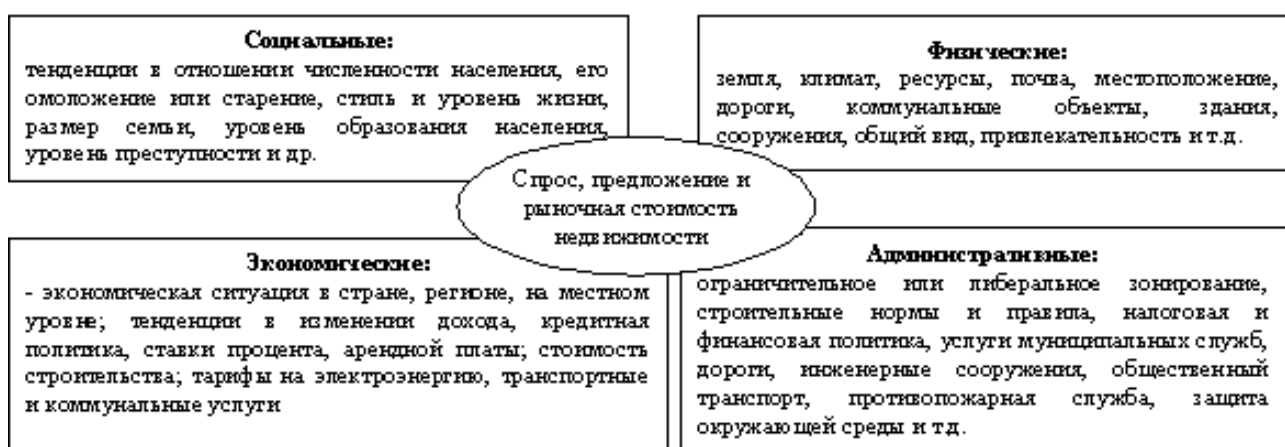 Социальные:
тенденции в отношении численности населения, его
омоложение или старение, стиль и уровень жизни,
размер семьи, уровень образования населения,
уровень преступности и др.
Физические:
земля, климат, ресурсы, почва, местоположение,
дороги, коммунальные объекты, здания,
сооружения, общий вид, привлекательность и т.д.
Спрос, предложение и
рыночная стоимость
недвижимости
Экономические:
- экономическая ситуация в стране, регионе, на местном
уровне; тенденции в изменении дохода, кредитная
политика, ставки процента, арендной платы; стоимость
строительства; тарифы на электроэнергию, транспортные
и коммунальные услуги
Административные:
ограничительное или либеральное зонирование,
строительные нормы и правила, налоговая и
финансовая политика, услуги муниципальных служб,
дороги, инженерные сооружения, общественный
транспорт, противопожарная служба, защита
окружающей среды и т.д.